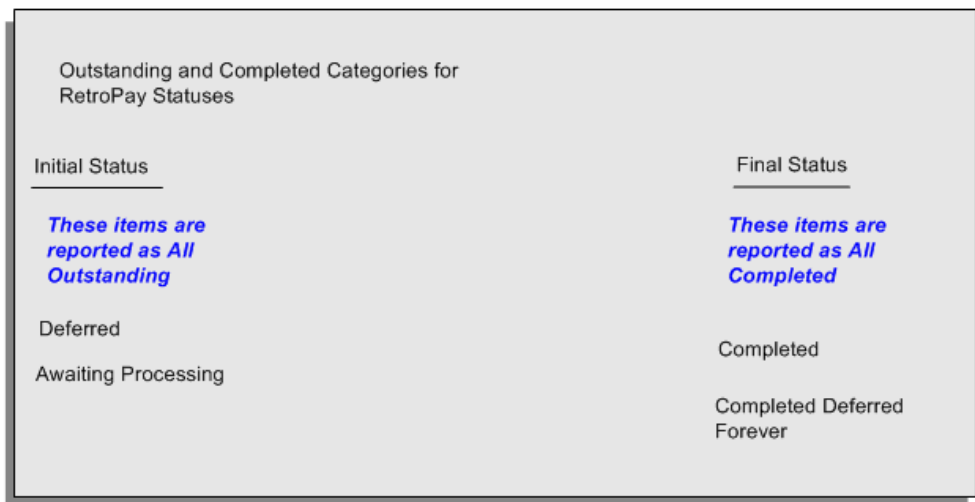 Outstanding and Completed Categories for
RetroPay Statuses
Initial Status
These items are
reported as All
Outstanding
Deferred
Awaiting Processing
Final Status
These items are
reported as All
Completed
Completed
Completed Deferred
Forever